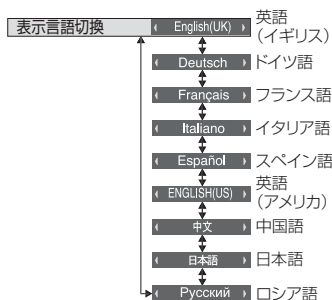 表示言語切換
English(UK) 英語
（イギリス）
Deutsch ドイツ語
Français フランス語
Italiano イタリア語
Español スペイン語
ENGLISH(US) 英語
（アメリカ）
中文 中国語
日本語 日本語
Русский ロシア語